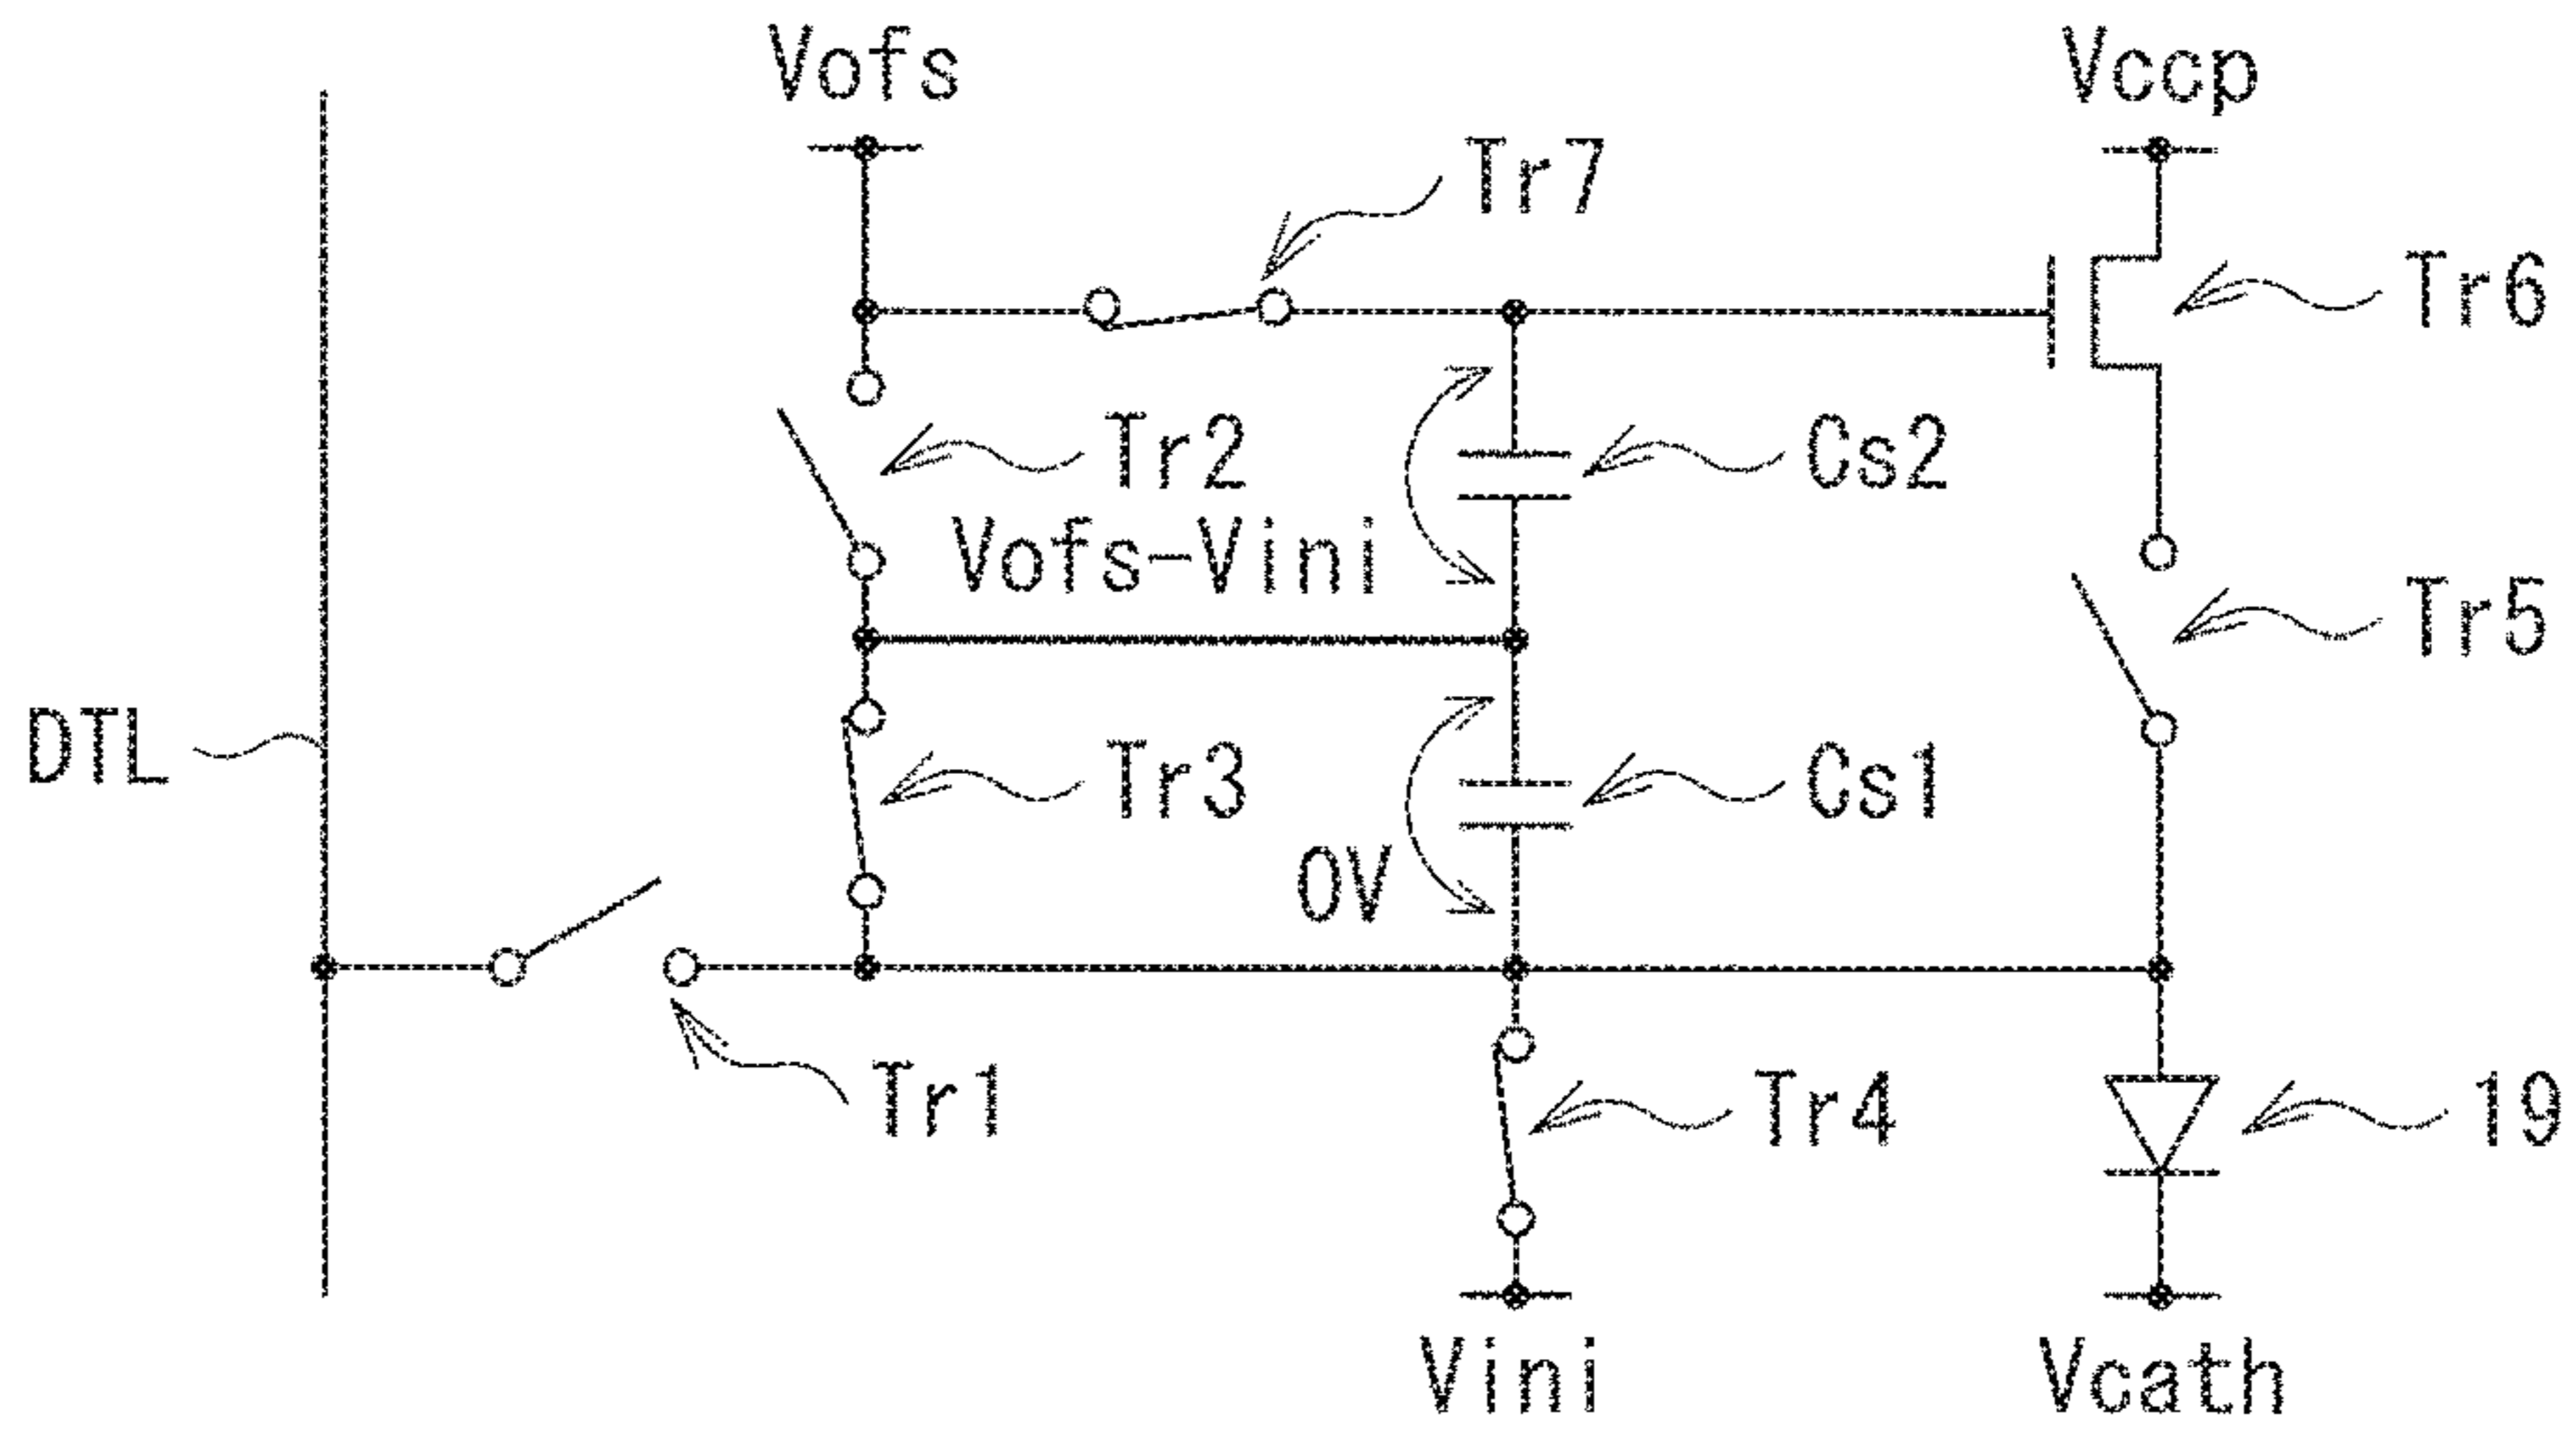 Vofs
Vccp
Tr7
Tr6
Tr2
Cs2
Vofs-Vini
Tr5
DTL
Tr3
Cs1
0V
Tr1
Tr4
19
Vini
Vcath